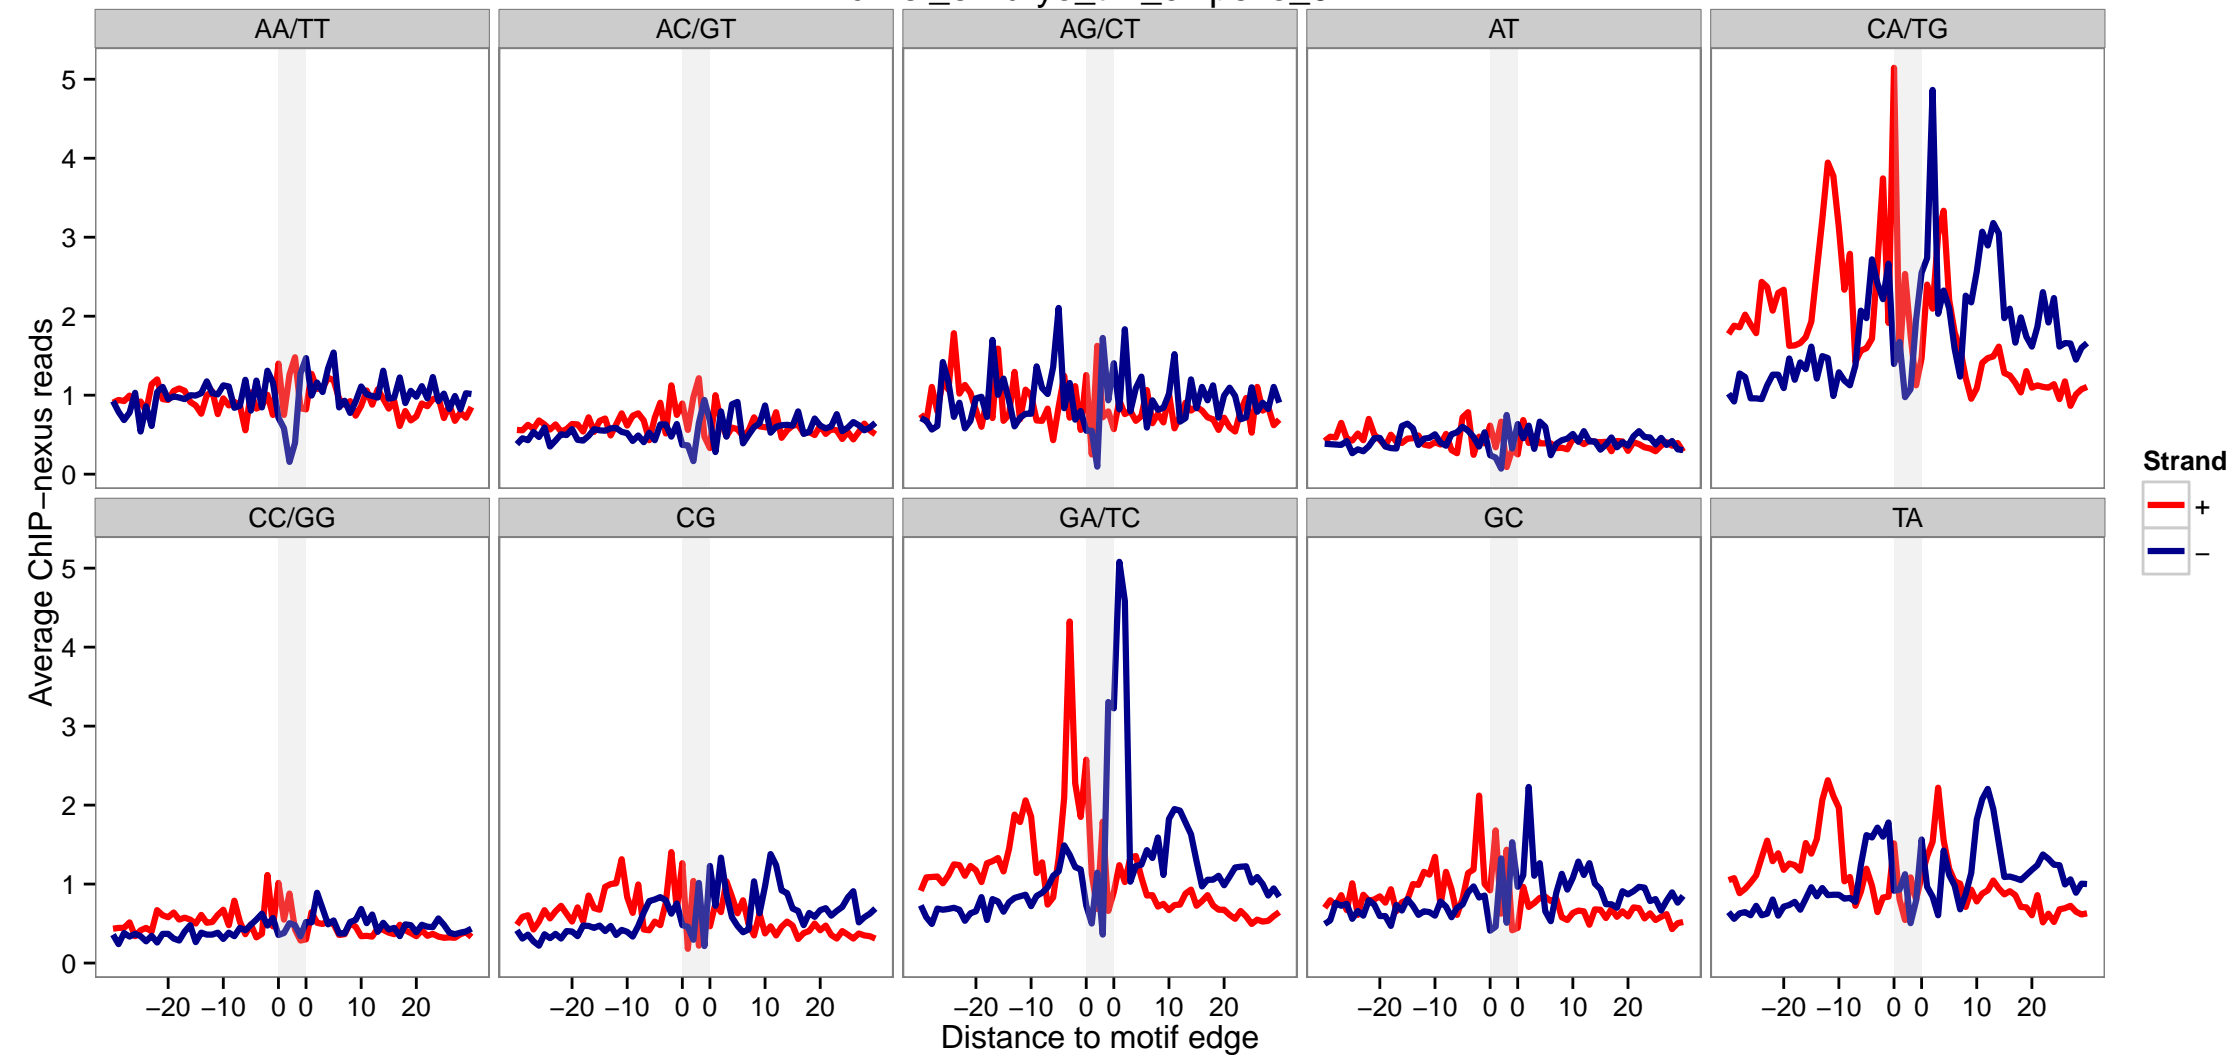 AA/TT AC/GT AG/CT AT CA/TG
5
4
3
2
1
0
CC/GG CG GA/TC GC TA
5
4
3
2
1
0
−20 −10 0 0 10 20 −20 −10 0 0 10 20 −20 −10 0 0 10 20 −20 −10 0 0 10 20 −20 −10 0 0 10 20
Distance to motif edge
Average ChIP−nexus reads
Strand
+
−